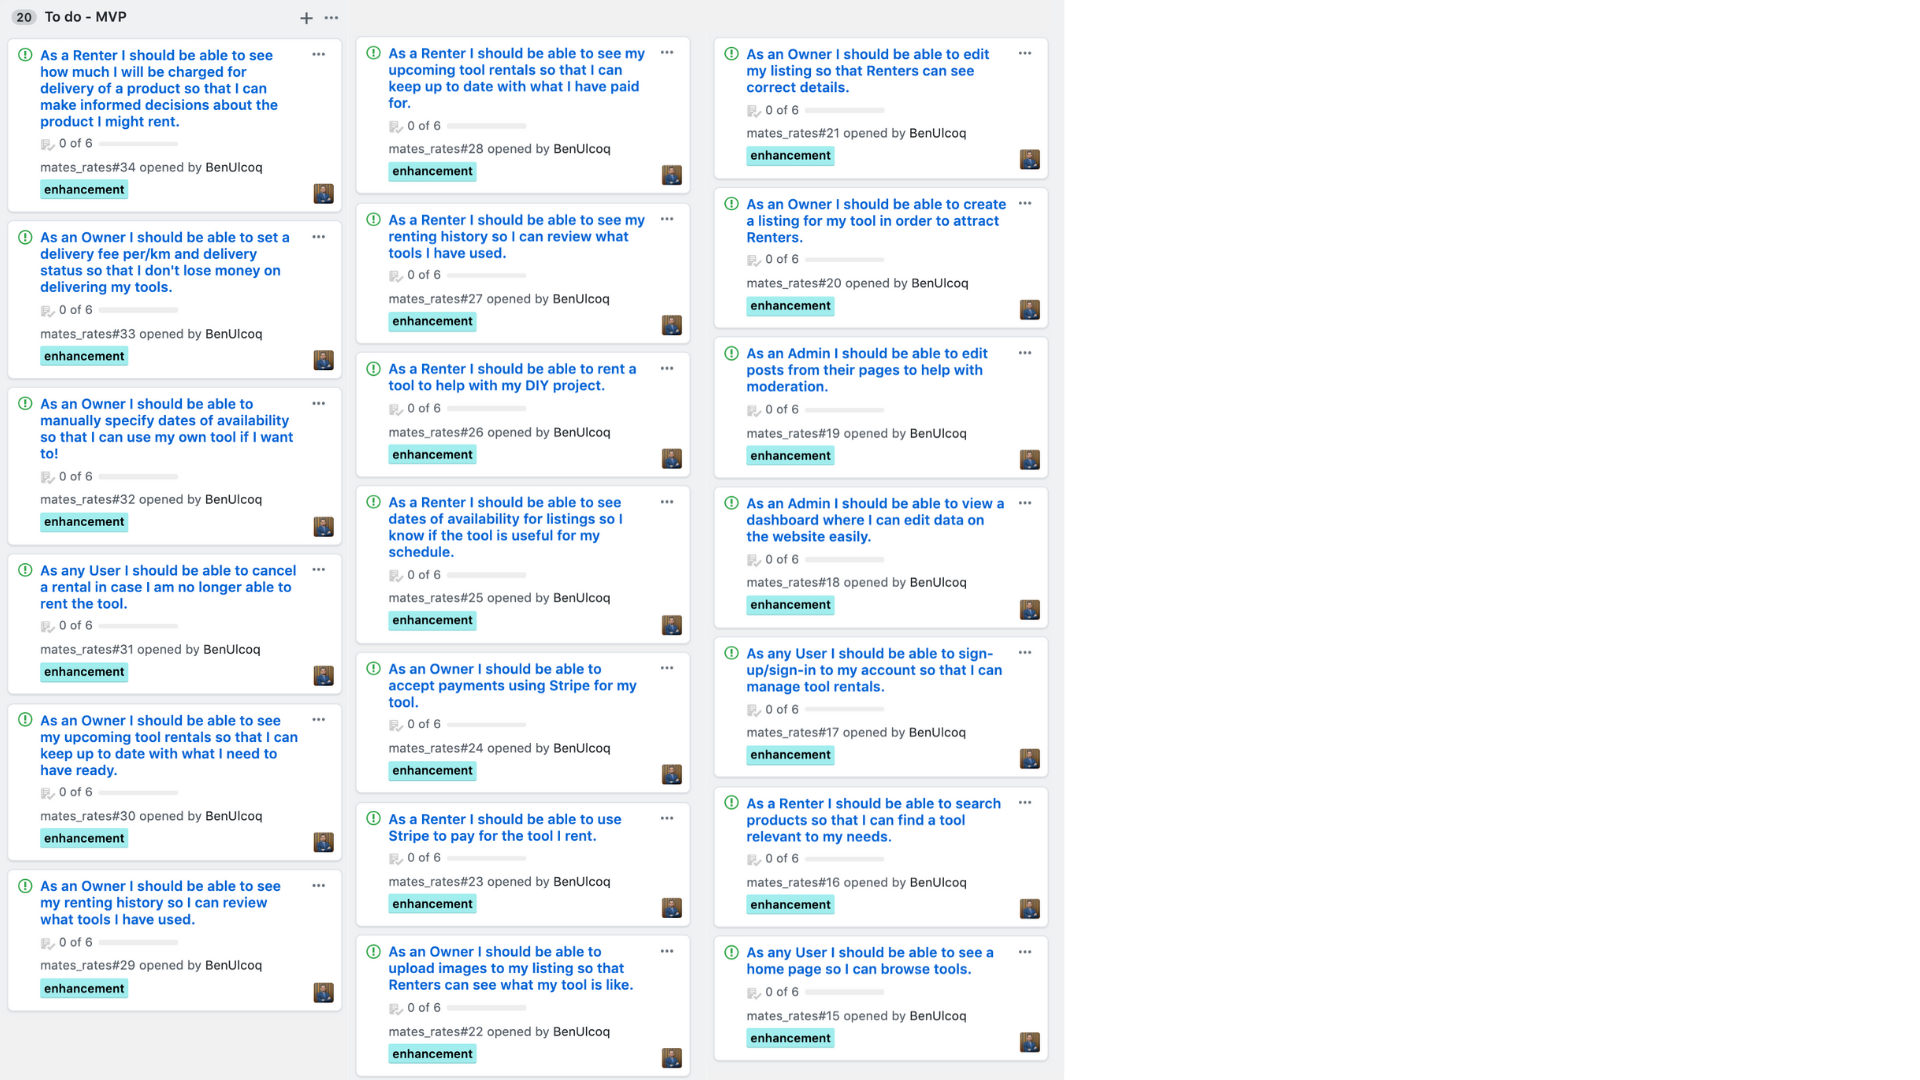 20 To do - MVP
As a Renter I should be able to see
how much I will be charged for
delivery of a product so that I can
make informed decisions about the
product I might rent.
0 of 6
mates_rates#34 opened by BenUlcoq
enhancement
As an Owner I should be able to set a
delivery fee per/km and delivery
status so that I don't lose money on
delivering my tools.
0 of 6
mates_rates#33 opened by BenUlcoq
enhancement
As an Owner I should be able to
manually specify dates of availability
so that I can use my own tool if I want
to!
0 of 6
mates_rates#32 opened by BenUlcoq
enhancement
As any User I should be able to cancel
a rental in case I am no longer able to
rent the tool.
0 of 6
mates_rates#31 opened by BenUlcoq
enhancement
As an Owner I should be able to see
my upcoming tool rentals so that I can
keep up to date with what I need to
have ready.
0 of 6
mates_rates#30 opened by BenUlcoq
enhancement
As an Owner I should be able to see
my renting history so I can review
what tools I have used.
0 of 6
mates_rates#29 opened by BenUlcoq
enhancement
As a Renter I should be able to see my
upcoming tool rentals so that I can
keep up to date with what I have paid
for.
0 of 6
mates_rates#28 opened by BenUlcoq
enhancement
As a Renter I should be able to see my
renting history so I can review what
tools I have used.
0 of 6
mates_rates#27 opened by BenUlcoq
enhancement
As a Renter I should be able to rent a
tool to help with my DIY project.
0 of 6
mates_rates#26 opened by BenUlcoq
enhancement
As a Renter I should be able to see
dates of availability for listings so I
know if the tool is useful for my
schedule.
0 of 6
mates_rates#25 opened by BenUlcoq
enhancement
As an Owner I should be able to
accept payments using Stripe for my
tool.
0 of 6
mates_rates#24 opened by BenUlcoq
enhancement
As a Renter I should be able to use
Stripe to pay for the tool I rent.
0 of 6
mates_rates#23 opened by BenUlcoq
enhancement
As an Owner I should be able to
upload images to my listing so that
Renters can see what my tool is like.
0 of 6
mates_rates#22 opened by BenUlcoq
enhancement
As an Owner I should be able to edit
my listing so that Renters can see
correct details.
0 of 6
mates_rates#21 opened by BenUlcoq
enhancement
As an Owner I should be able to create
a listing for my tool in order to attract
Renters.
0 of 6
mates_rates#20 opened by BenUlcoq
enhancement
As an Admin I should be able to edit
posts from their pages to help with
moderation.
0 of 6
mates_rates#19 opened by BenUlcoq
enhancement
As an Admin I should be able to view a
dashboard where I can edit data on
the website easily.
0 of 6
mates_rates#18 opened by BenUlcoq
enhancement
As any User I should be able to sign-
up/sign-in to my account so that I can
manage tool rentals.
0 of 6
mates_rates#17 opened by BenUlcoq
enhancement
As a Renter I should be able to search
products so that I can find a tool
relevant to my needs.
0 of 6
mates_rates#16 opened by BenUlcoq
enhancement
As any User I should be able to see a
home page so I can browse tools.
0 of 6
mates_rates#15 opened by BenUlcoq
enhancement